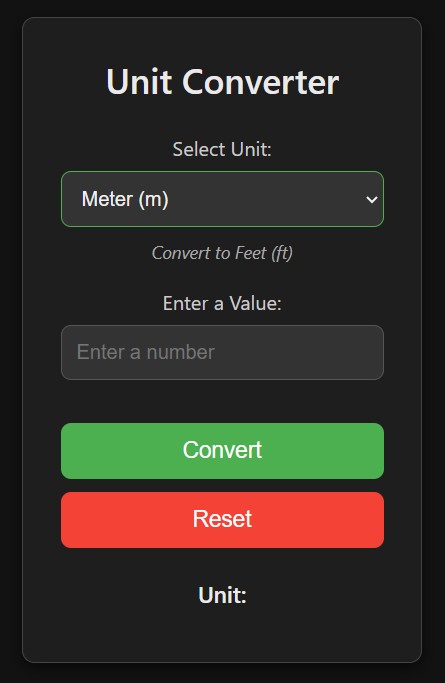 Unit Converter
Select Unit:
Meter (m)
Convert to Feet (ft)
Enter a Value:
Enter a number
Convert
Reset
Unit: